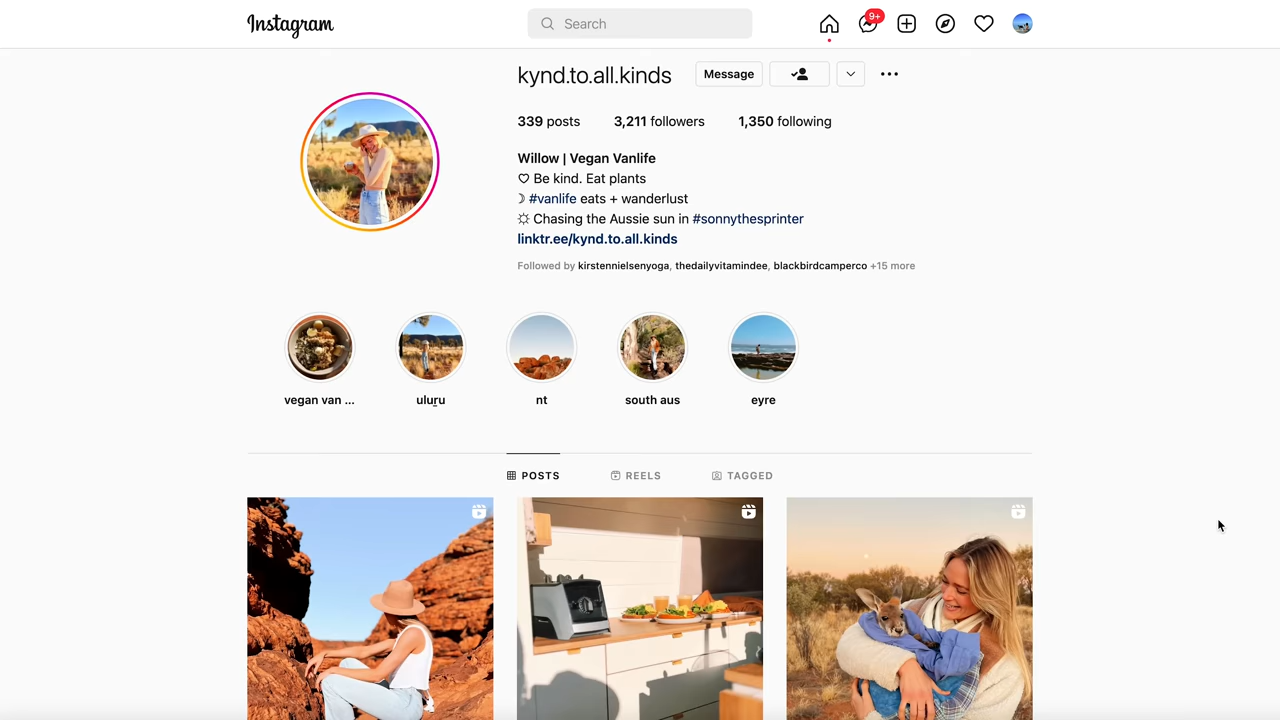 Instagram
Search
9+
kynd.to.all.kinds
Message
339 posts 3,211 followers 1,350 following
Willow | Vegan Vanlife
♡ Be kind. Eat plants
☽ #vanlife eats + wanderlust
☼ Chasing the Aussie sun in #sonnythesprinter
linktr.ee/kynd.to.all.kinds
Followed by kirstennielsenyoga, thedailyvitamindee, blackbirdcamperco +15 more
vegan van ... uluṟu nt south aus eyre
POSTS REELS TAGGED